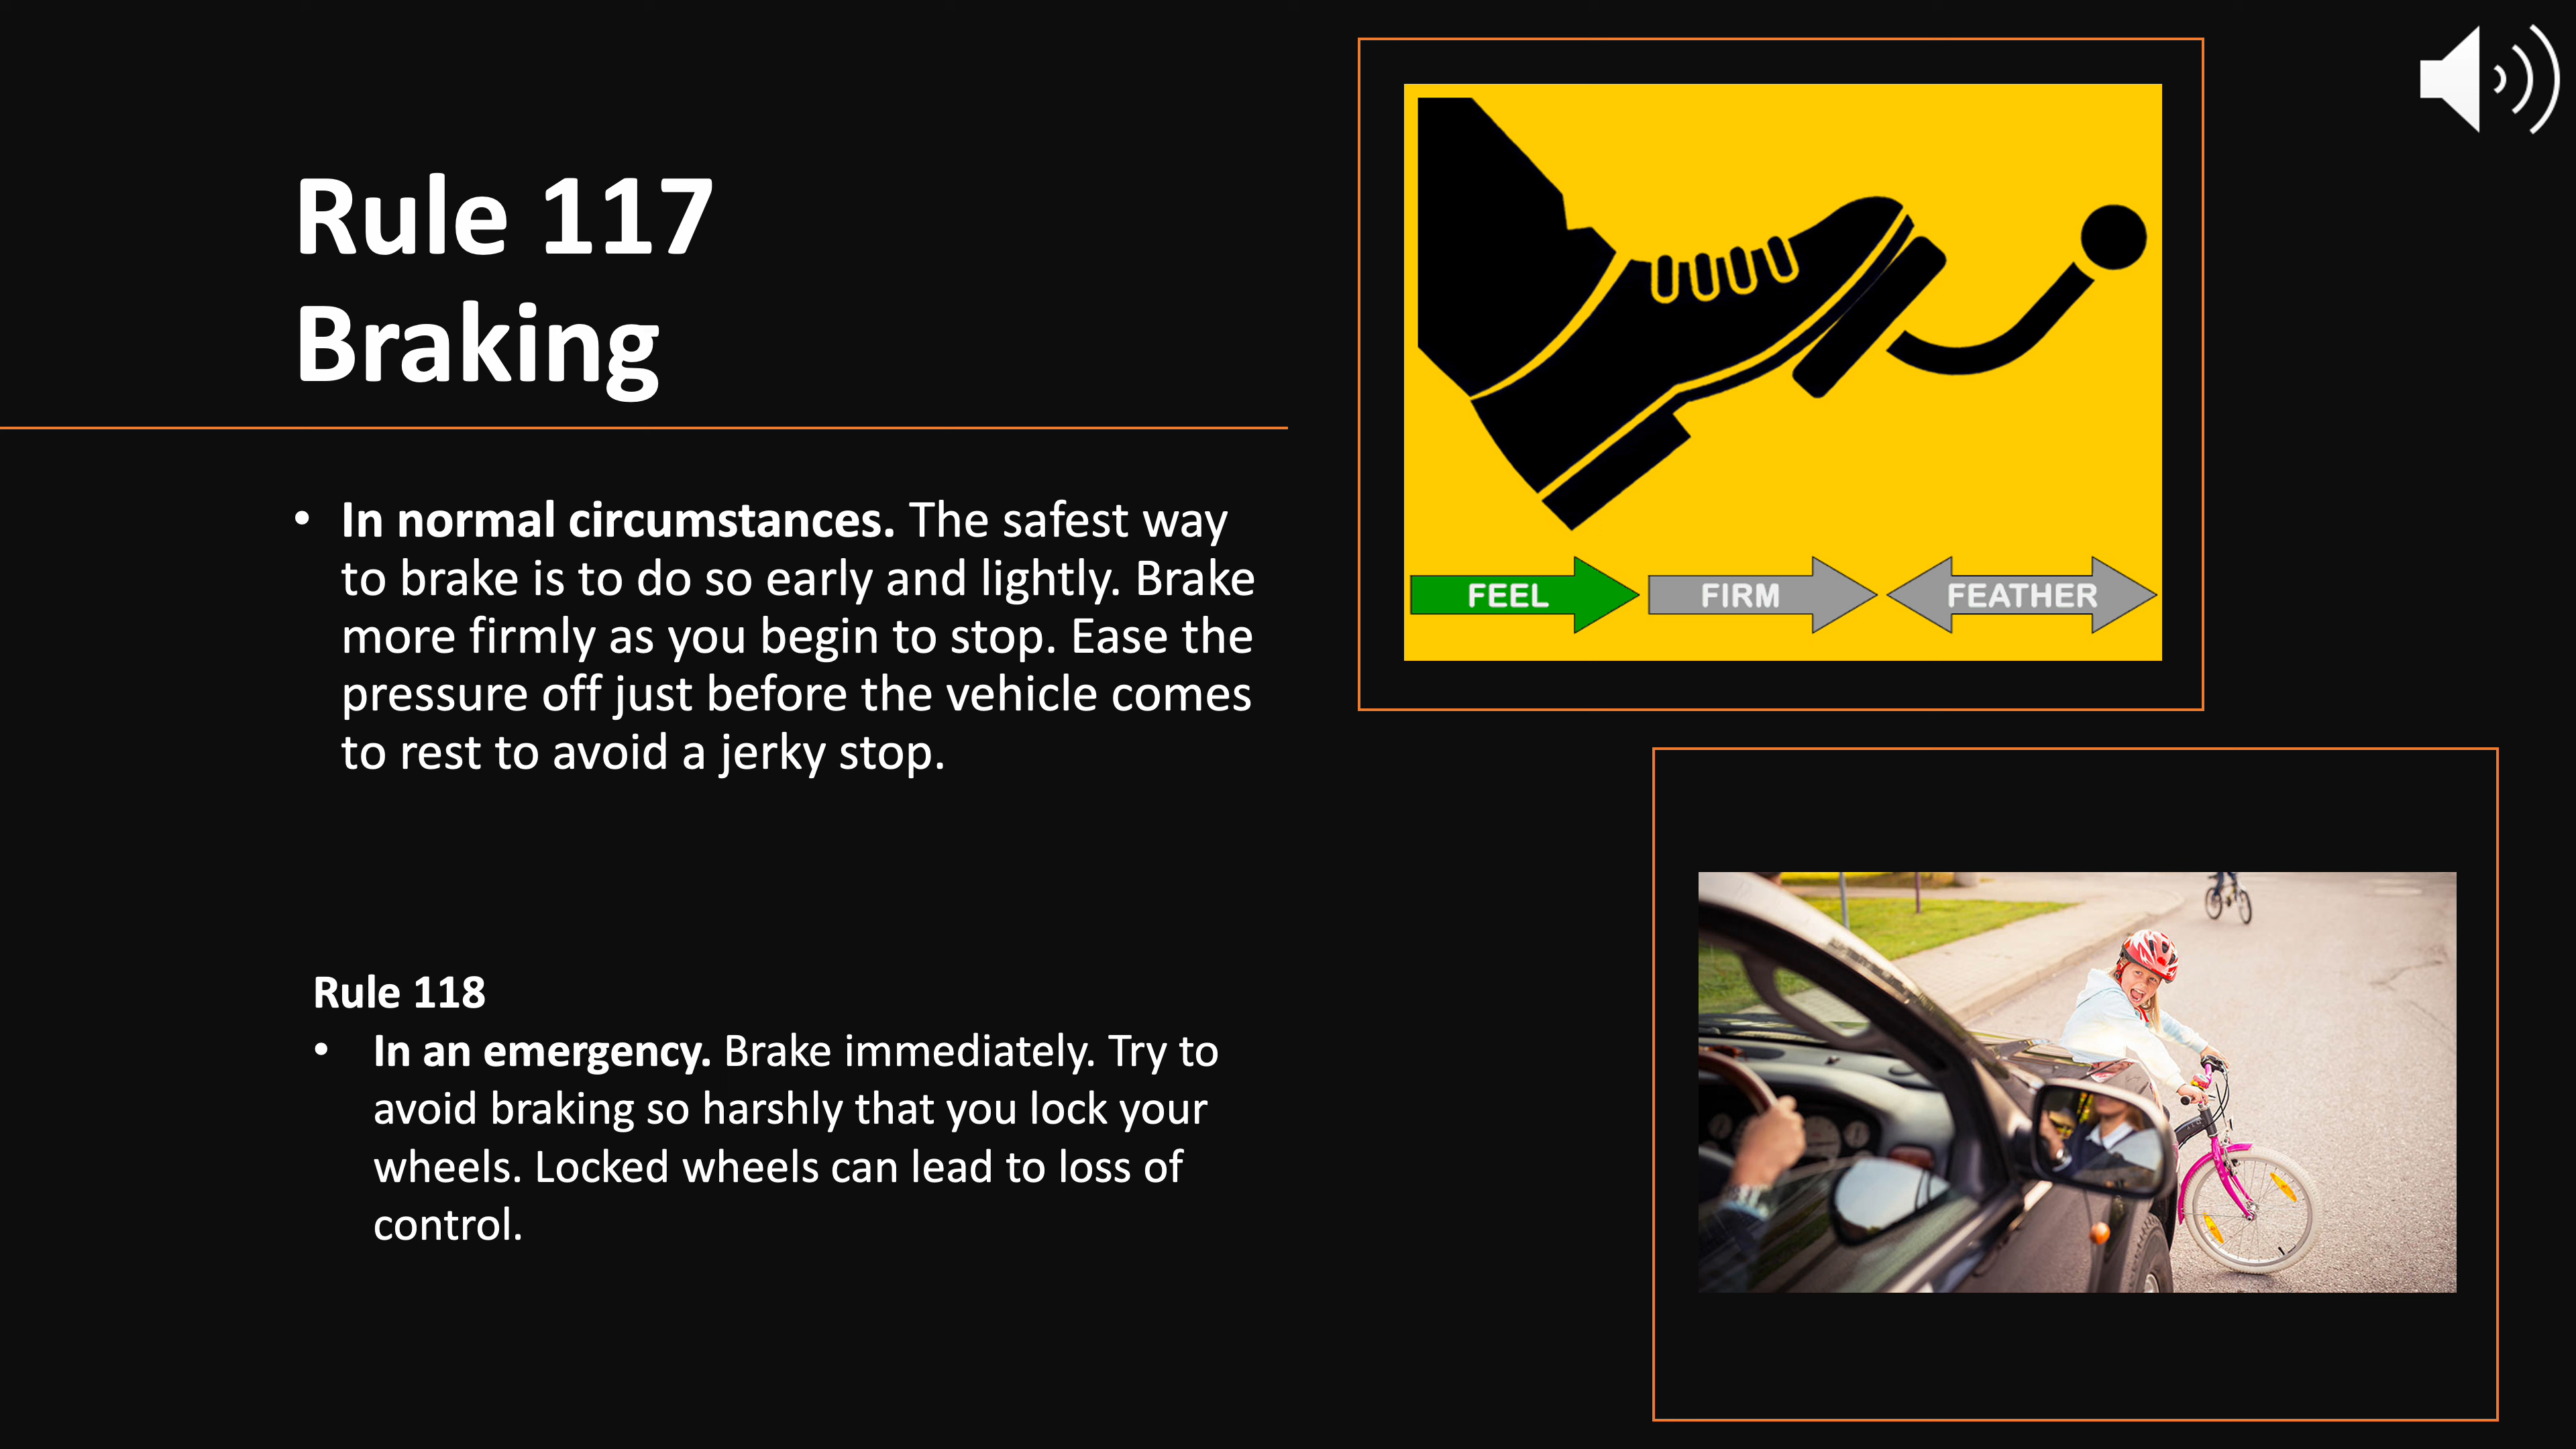 Rule 117
Braking
• In normal circumstances. The safest way
to brake is to do so early and lightly. Brake
more firmly as you begin to stop. Ease the
pressure off just before the vehicle comes
to rest to avoid a jerky stop.
Rule 118
• In an emergency. Brake immediately. Try to
avoid braking so harshly that you lock your
wheels. Locked wheels can lead to loss of
control.
FEEL FIRM FEATHER